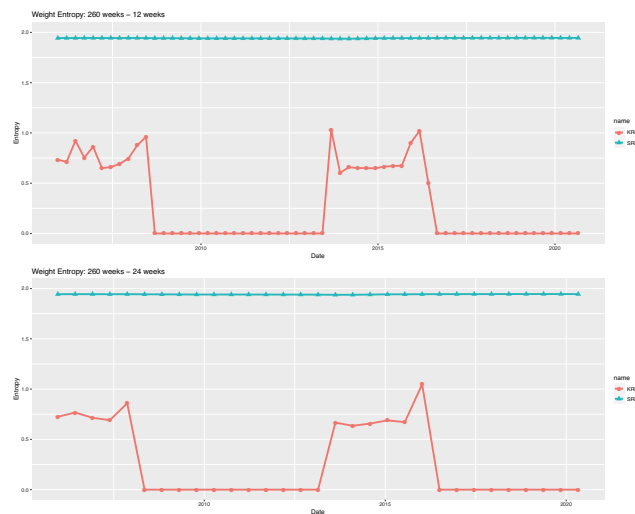 Weight Entropy: 260 weeks − 12 weeks
2.0
1.5
1.0
0.5
0.0
Entropy
2010
2015
2020
Date
name
KR
SR
Weight Entropy: 260 weeks − 24 weeks
2.0
1.5
1.0
0.5
0.0
Entropy
2010
2015
2020
Date
name
KR
SR